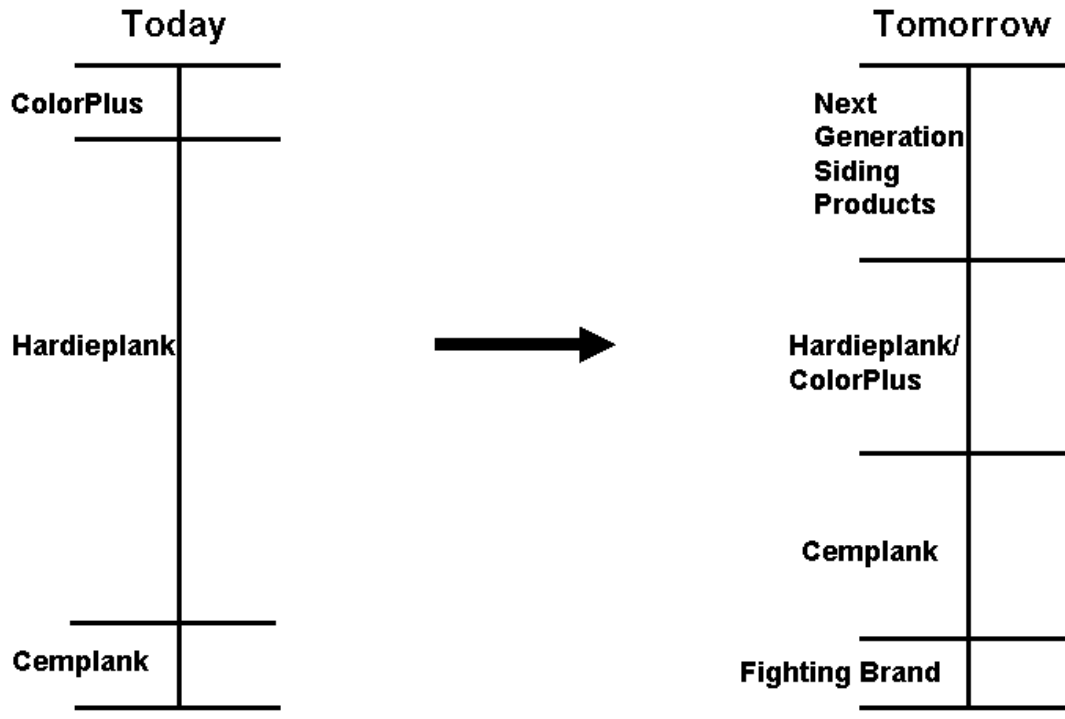 Today
ColorPlus
Hardieplank
Cemplank
Tomorrow
Next
Generation
Siding
Products
Hardieplank/
ColorPlus
Cemplank
Fighting Brand